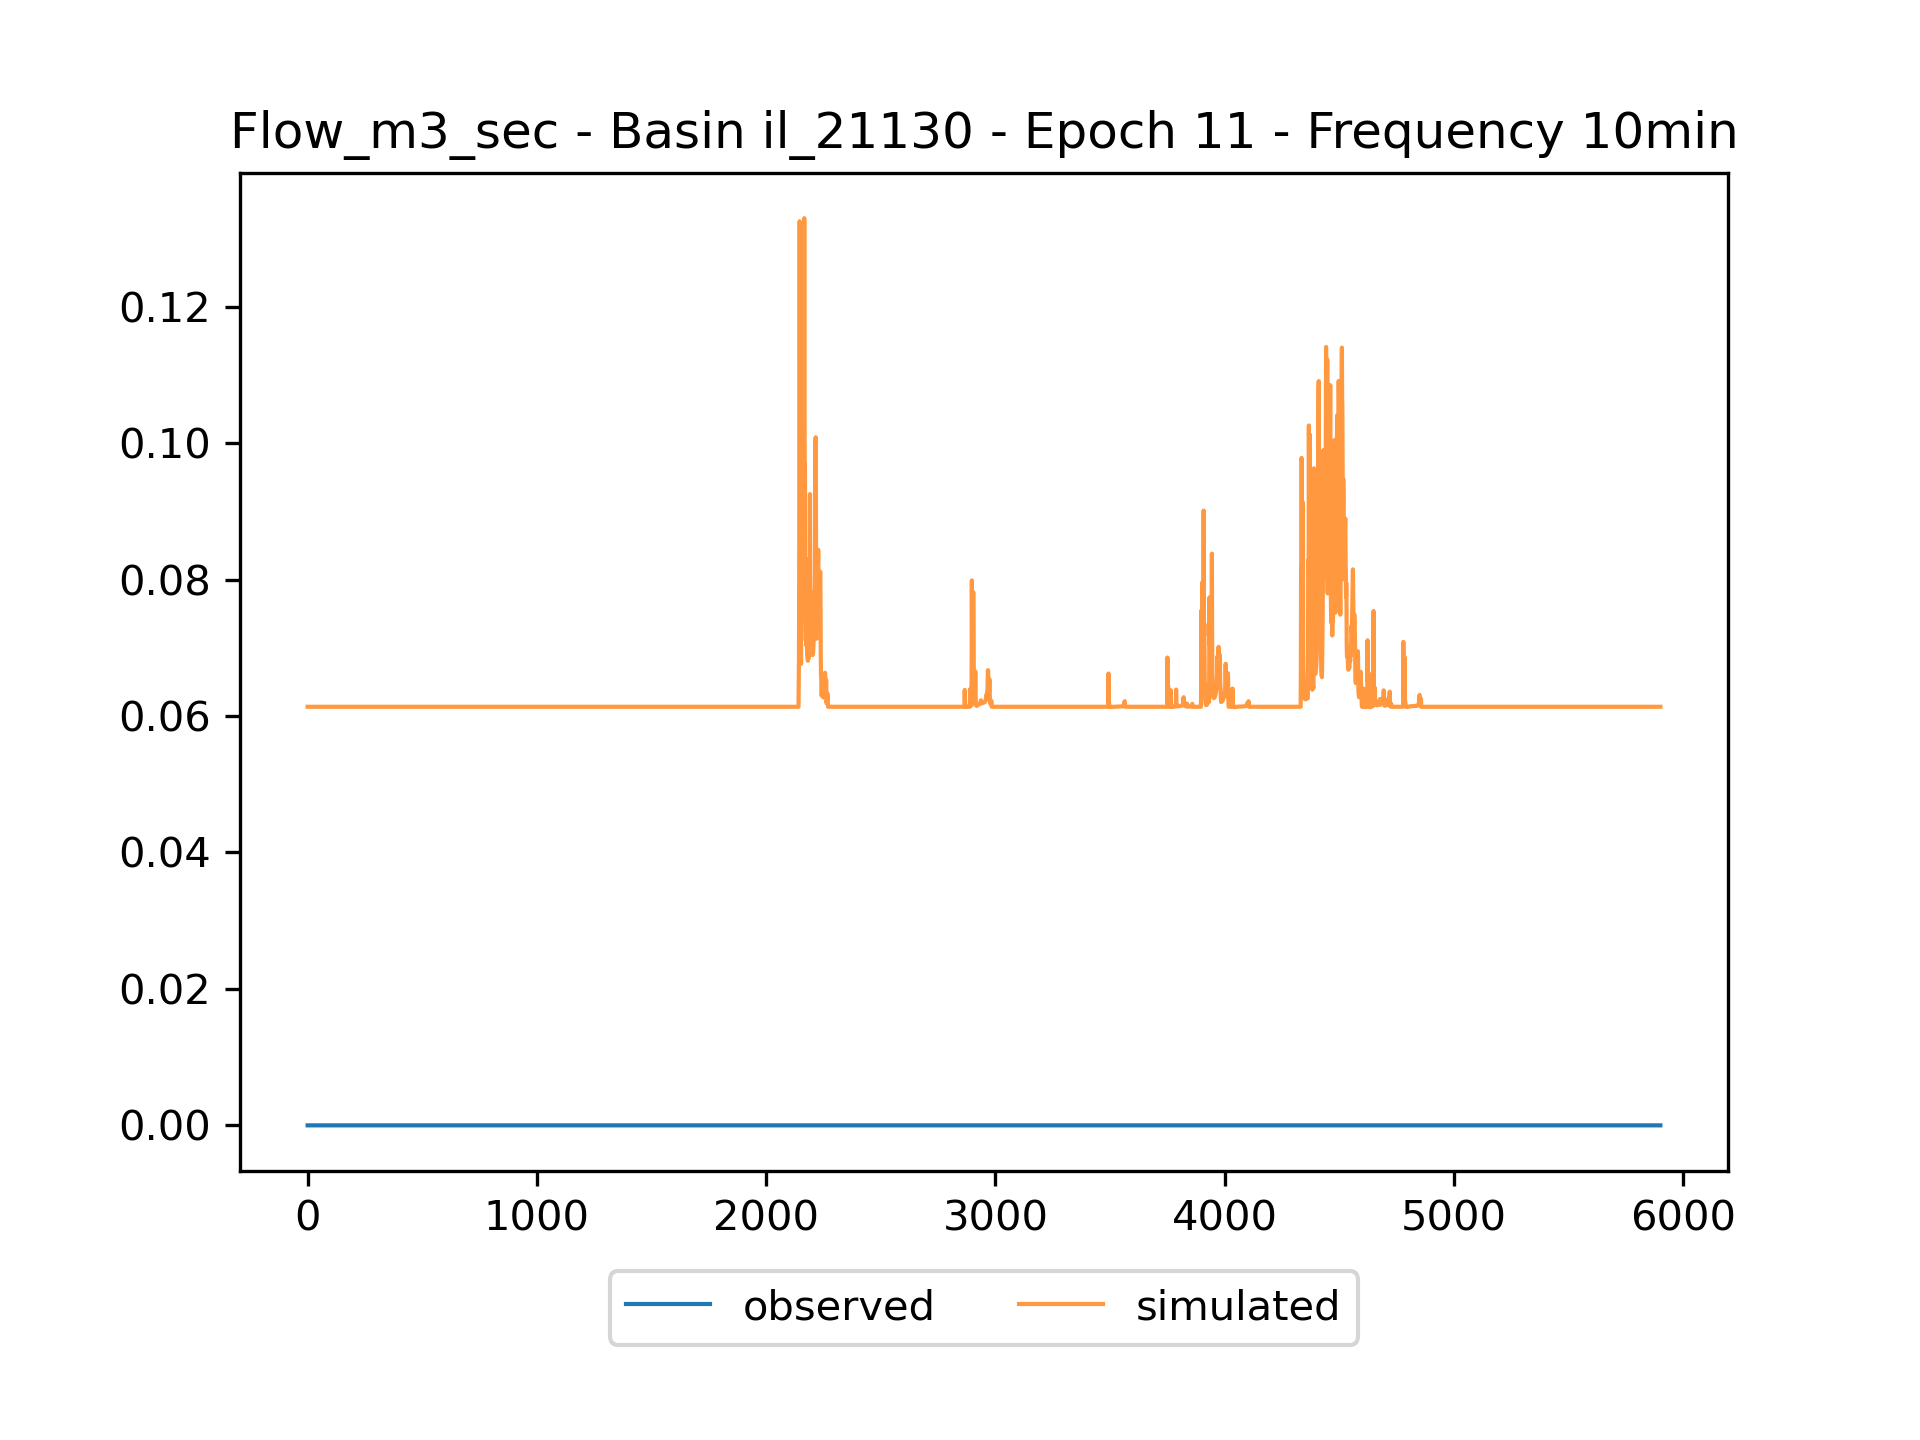 Flow_m3_sec - Basin il_21130 - Epoch 11 - Frequency 10min
0.12
0.10
0.08
0.06
0.04
0.02
0.00
0 1000 2000 3000 4000 5000 6000
observed simulated